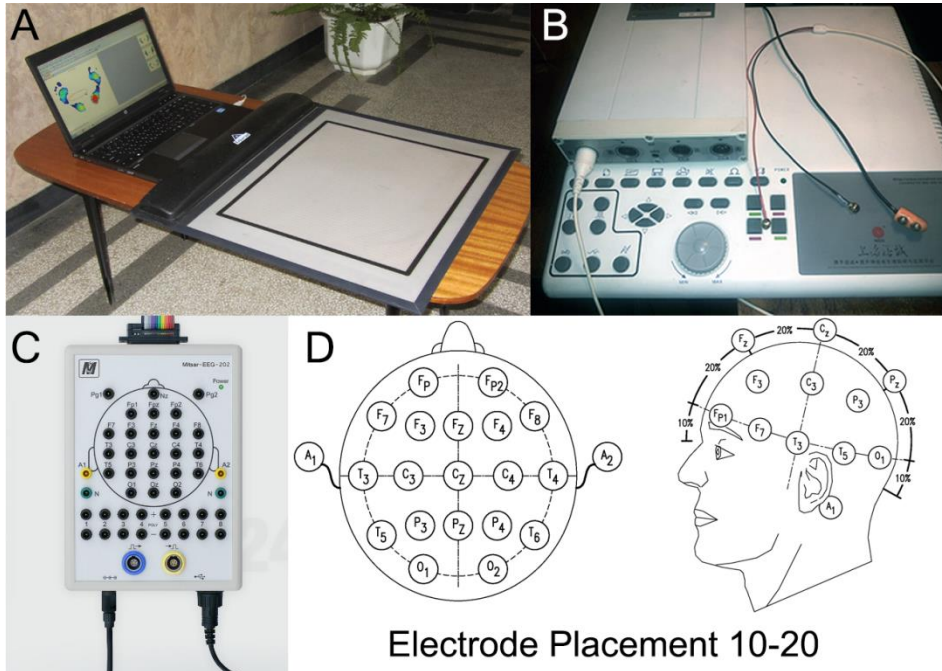 A
B
POWER
MIN
MAX
C
Mitsar-EEG-202
Power
Pg1
Nz
Pg2
Fp1
Fpz
Fp2
F7
F3
Fz
F4
F8
T3
C3
Cz
C4
T4
A1
T5
P3
Pz
P4
T6
A2
N
O1
Oz
O2
N
+
1
2
3
4
POLY
5
6
7
8
−
D
FP
FP2
F7
F3
FZ
F4
F8
A1
T3
C3
CZ
C4
T4
A2
T5
P3
PZ
P4
T6
O1
O2
FZ
20%
CZ
20%
20%
F3
C3
PZ
P3
20%
10%
FP1
F7
T3
T5
O1
10%
A1
Electrode Placement 10-20